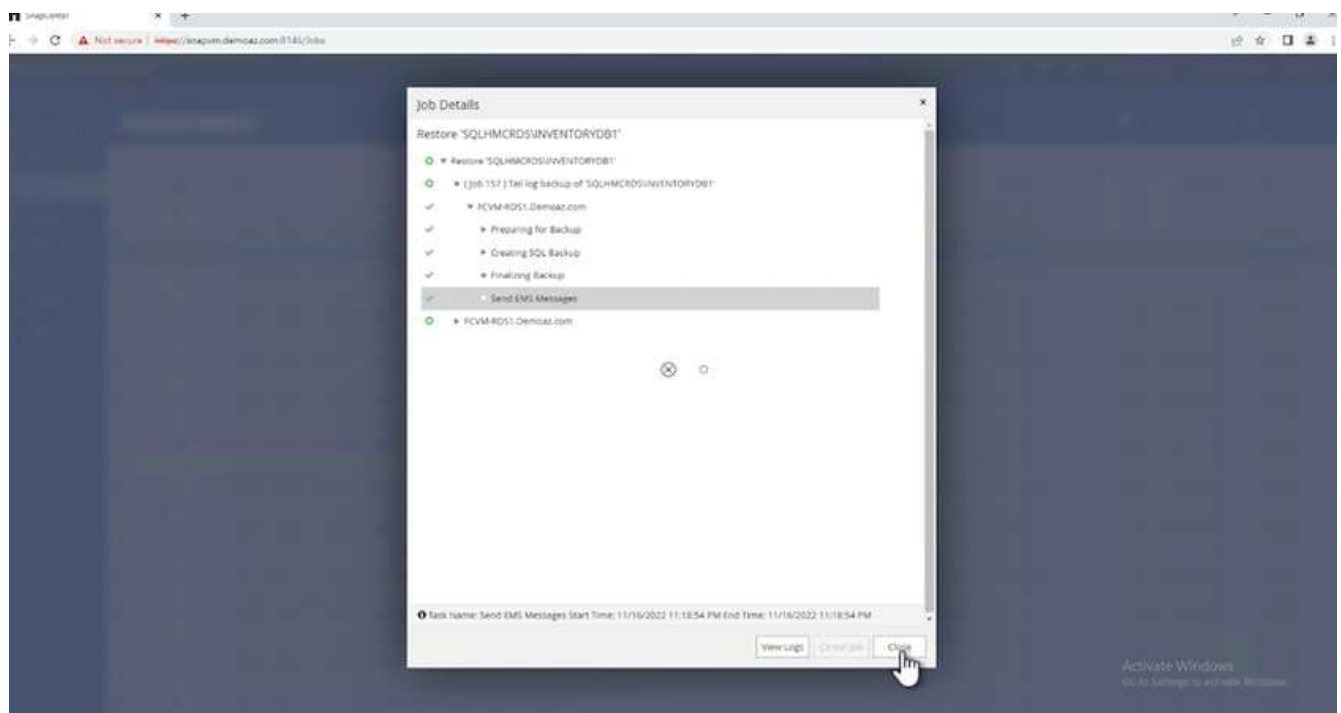 SnapCenter
Not secure | https://snapvm.demoaz.com:8146/Jobs
Job Details
Restore 'SQLHMCRDS\INVENTORYDB1'
Restore 'SQLHMCRDS\INVENTORYDB1'
( Job 157 ) Tail log backup of 'SQLHMCRDS\INVENTORYDB1'
FCVM-RDS1.Demoaz.com
Preparing for Backup
Creating SQL Backup
Finalizing Backup
Send EMS Messages
FCVM-RDS1.Demoaz.com
Task Name: Send EMS Messages Start Time: 11/16/2022 11:18:54 PM End Time: 11/16/2022 11:18:54 PM
View Logs Cancel Job Close
Activate Windows
Go to Settings to activate Windows.